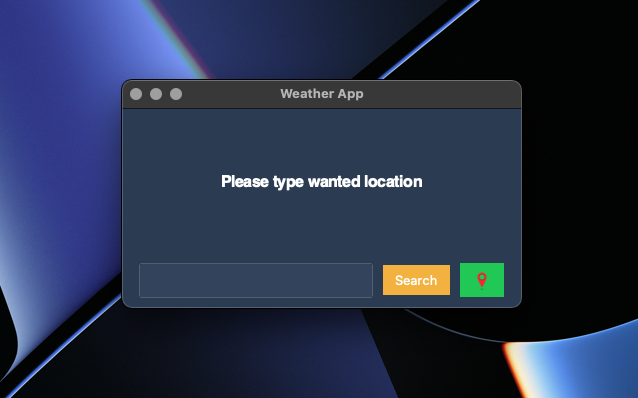 Weather App
Please type wanted location
Search